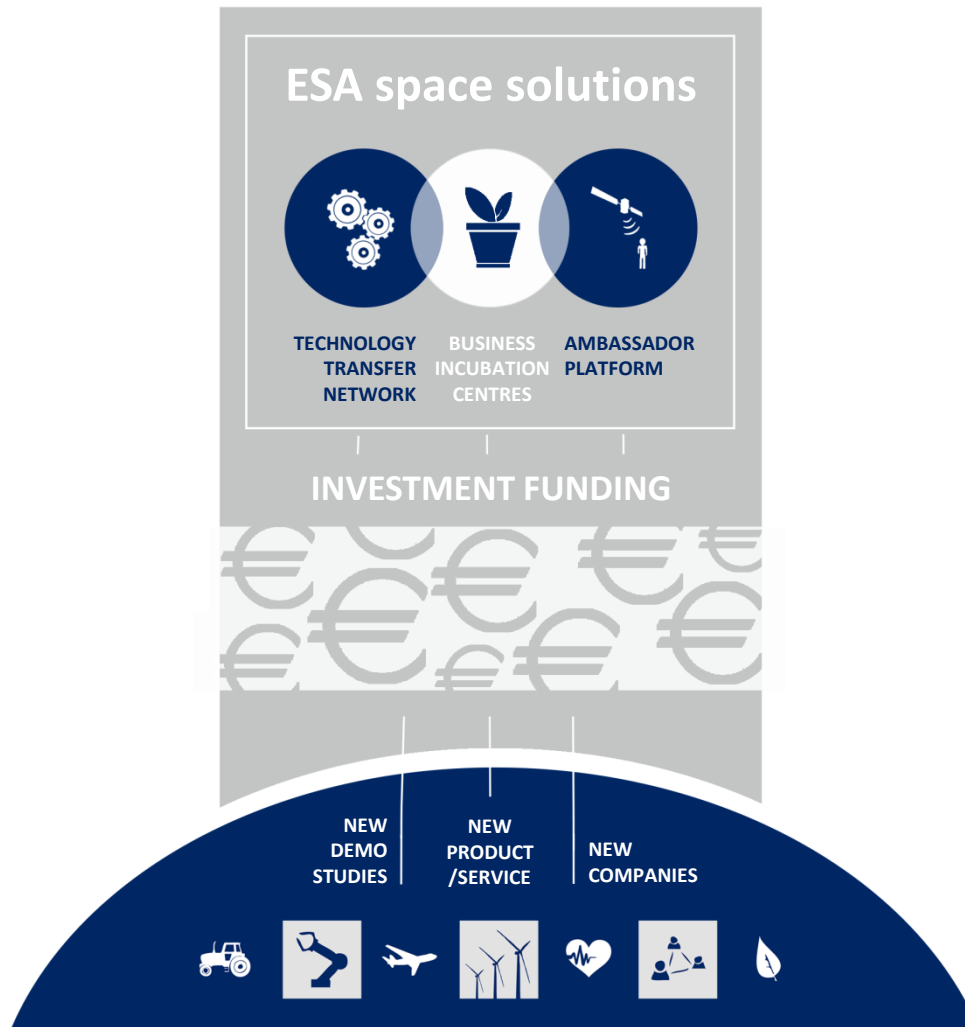 ESA space solutions
TECHNOLOGY
TRANSFER
NETWORK
BUSINESS
INCUBATION
CENTRES
AMBASSADOR
PLATFORM
INVESTMENT FUNDING
NEW
DEMO
STUDIES
NEW
PRODUCT
/SERVICE
NEW
COMPANIES